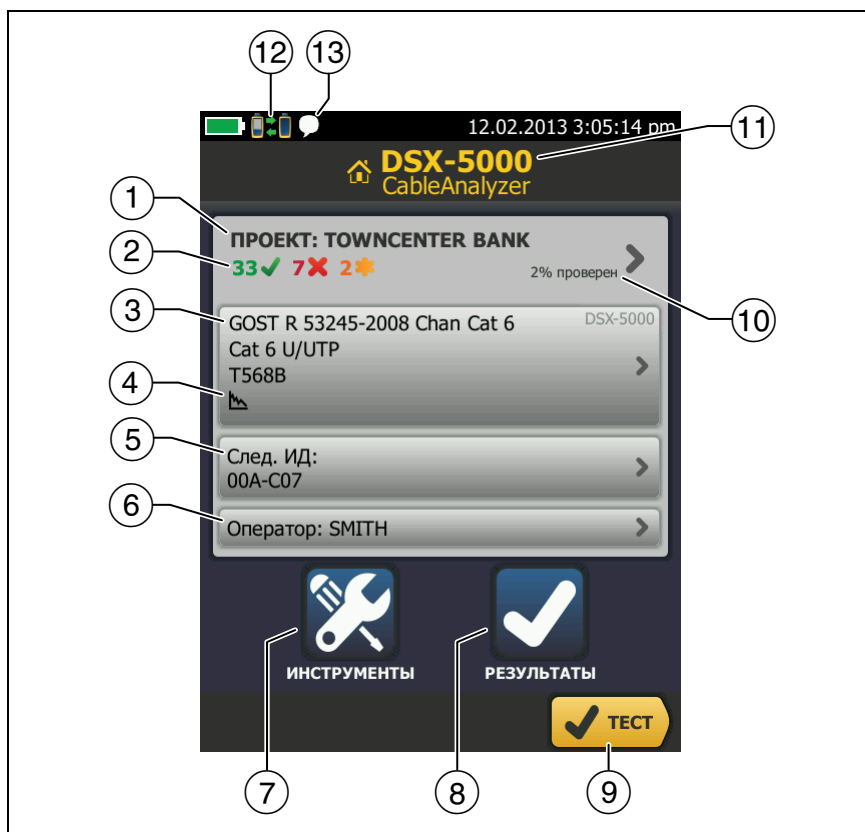 12 13
12.02.2013 3:05:14 pm
11
DSX-5000
CableAnalyzer
1
ПРОЕКТ: TOWNCENTER BANK
2
33 7 2
2% проверен
10
3
GOST R 53245-2008 Chan Cat 6
DSX-5000
Cat 6 U/UTP
T568B
4
5
След. ИД:
00A-C07
6
Оператор: SMITH
ИНСТРУМЕНТЫ РЕЗУЛЬТАТЫ
ТЕСТ
7 8 9